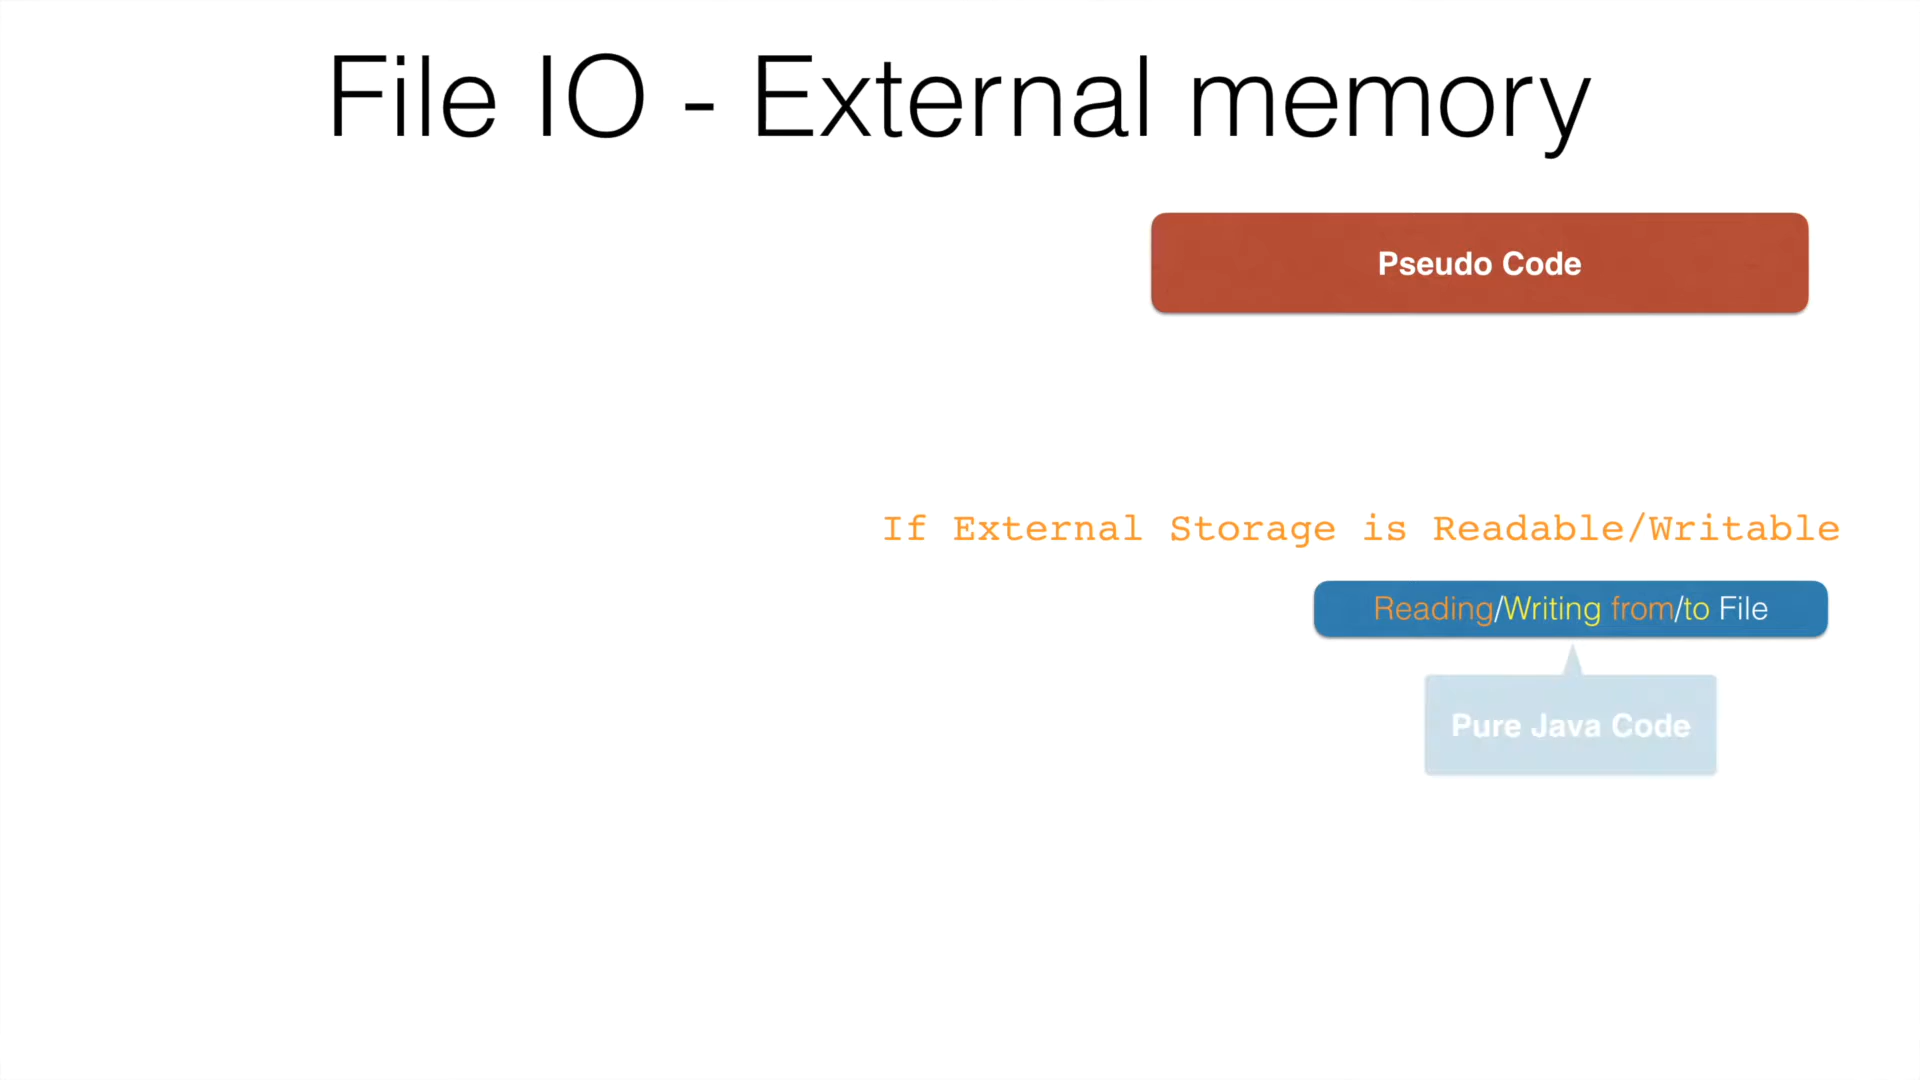 File IO - External memory
Pseudo Code
If External Storage is Readable/Writable
Reading/Writing from/to File
Pure Java Code